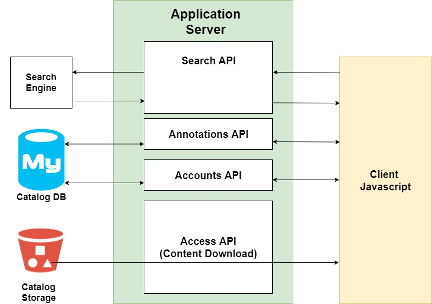 Application
Server
Search API
Search
Engine
Annotations API
My
Accounts API
Catalog DB
Client
Javascript
Access API
(Content Download)
Catalog
Storage